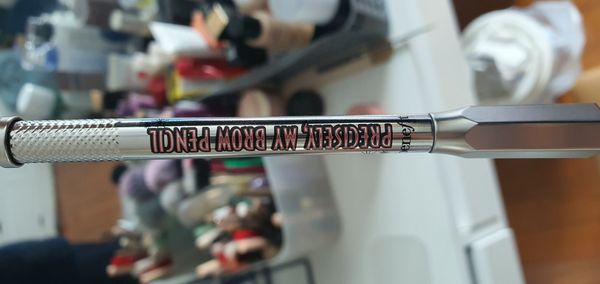 PRECISELY, MY BROW PENCIL